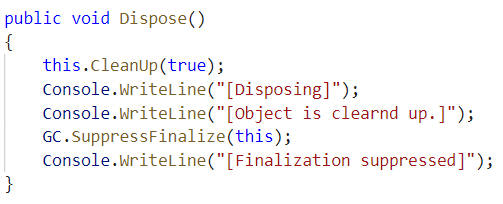 public void Dispose()
{
    this.CleanUp(true);
    Console.WriteLine("[Disposing]");
    Console.WriteLine("[Object is clearnd up.]");
    GC.SuppressFinalize(this);
    Console.WriteLine("[Finalization suppressed]");
}